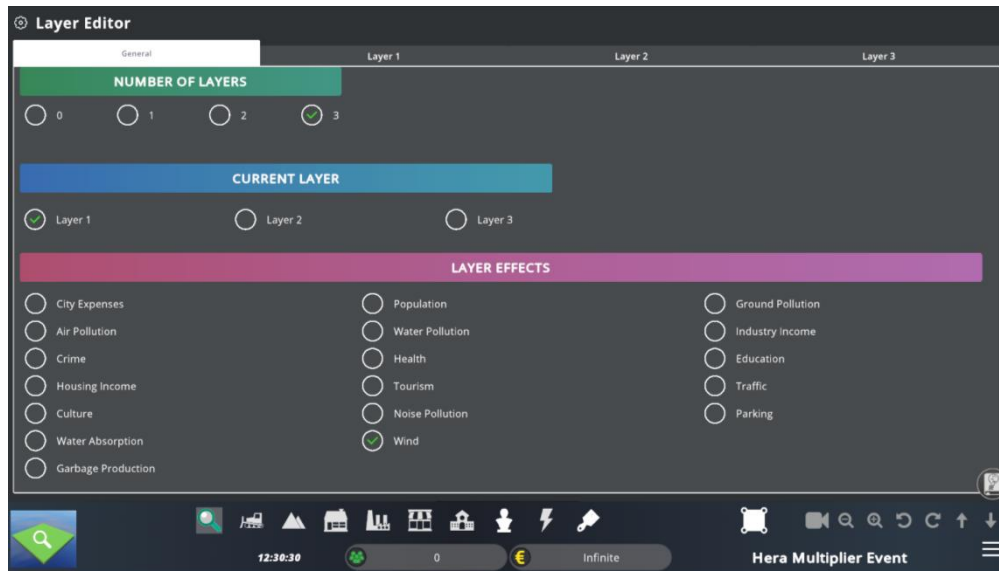 Layer Editor
General Layer 1 Layer 2 Layer 3
NUMBER OF LAYERS
0 1 2 3
CURRENT LAYER
Layer 1 Layer 2 Layer 3
LAYER EFFECTS
City Expenses Population Ground Pollution
Air Pollution Water Pollution Industry Income
Crime Health Education
Housing Income Tourism Traffic
Culture Noise Pollution Parking
Water Absorption Wind
Garbage Production
12:30:30 0 € Infinite Hera Multiplier Event